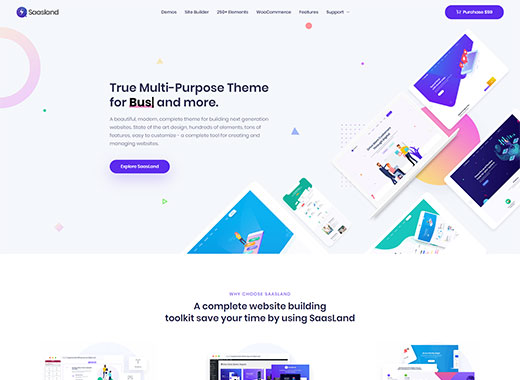 SaasLand
Demos Site Builder 250+ Elements WooCommerce Features Support
Purchase $59
True Multi-Purpose Theme
for Bus| and more.
A beautiful, modern, complete theme for building next generation
websites. State of the art design, hundreds of elements, tons of
features, easy to customize - a complete tool for creating and
managing websites.
Explore SaasLand
WHY CHOOSE SAASLAND
A complete website building
toolkit save your time by using SaasLand